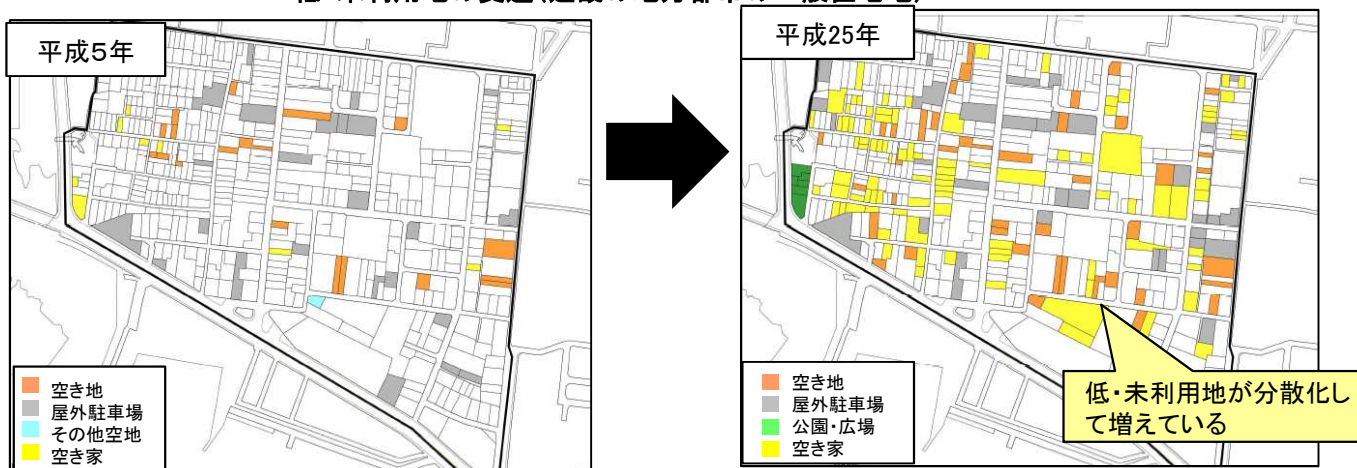 平成5年
平成25年
空き地
屋外駐車場
その他空地
空き家
空き地
屋外駐車場
公園・広場
空き家
低・未利用地が分散化し
て増えている